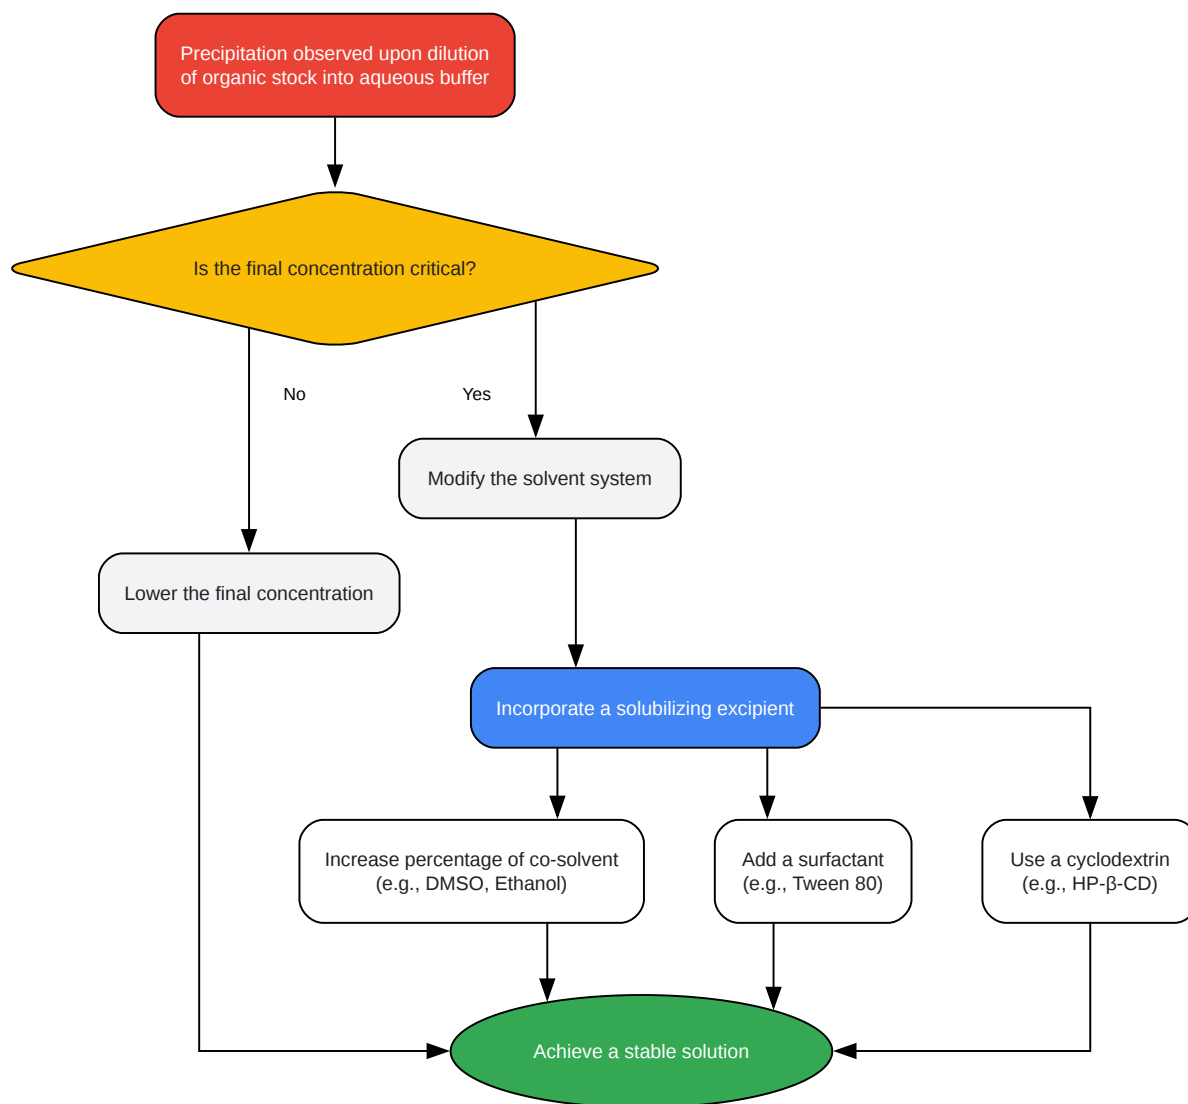 Precipitation observed upon dilution
of organic stock into aqueous buffer
Is the final concentration critical?
No
Yes
Modify the solvent system
Lower the final concentration
Incorporate a solubilizing excipient
Increase percentage of co-solvent
(e.g., DMSO, Ethanol)
Add a surfactant
(e.g., Tween 80)
Use a cyclodextrin
(e.g., HP-β-CD)
Achieve a stable solution